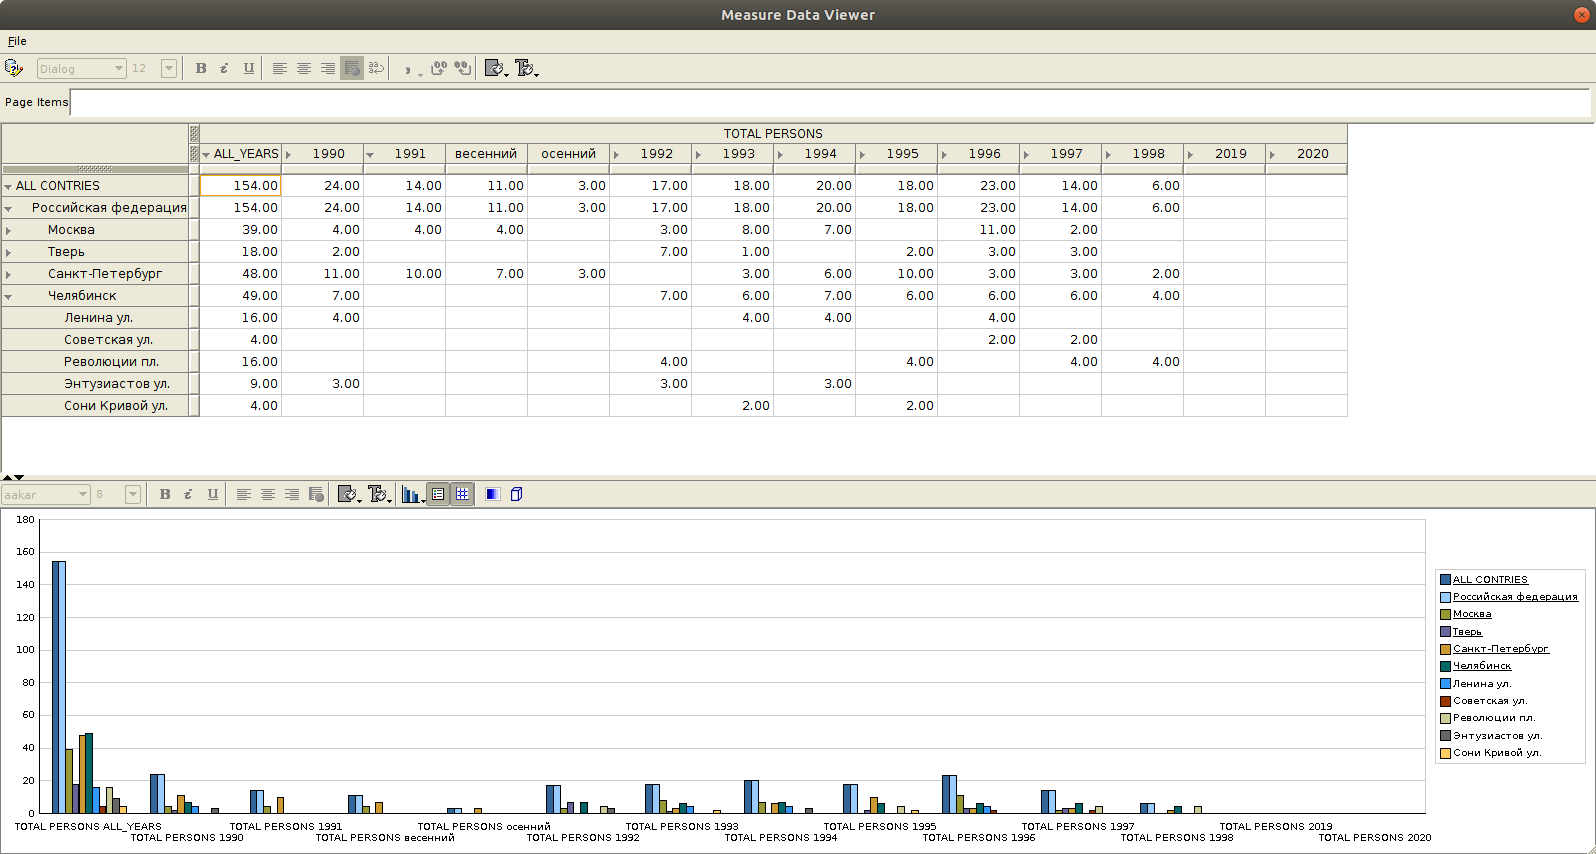 Measure Data Viewer
File
Dialog 12 B i U
Page Items
TOTAL PERSONS
ALL_YEARS 1990 1991 весенний осенний 1992 1993 1994 1995 1996 1997 1998 2019 2020
ALL CONTRIES 154.00 24.00 14.00 11.00 3.00 17.00 18.00 20.00 18.00 23.00 14.00 6.00
Российская федерация 154.00 24.00 14.00 11.00 3.00 17.00 18.00 20.00 18.00 23.00 14.00 6.00
Москва 39.00 4.00 4.00 4.00 3.00 8.00 7.00 11.00 2.00
Тверь 18.00 2.00 7.00 1.00 2.00 3.00 3.00
Санкт-Петербург 48.00 11.00 10.00 7.00 3.00 3.00 6.00 10.00 3.00 3.00 2.00
Челябинск 49.00 7.00 7.00 6.00 7.00 6.00 6.00 6.00 4.00
Ленина ул. 16.00 4.00 4.00 4.00 4.00
Советская ул. 4.00 2.00 2.00
Революции пл. 16.00 4.00 4.00 4.00 4.00
Энтузиастов ул. 9.00 3.00 3.00 3.00
Сони Кривой ул. 4.00 2.00 2.00
aakar 8 B i U
180
160
140
120
100
80
60
40
20
0
TOTAL PERSONS ALL_YEARS TOTAL PERSONS 1991 TOTAL PERSONS осенний TOTAL PERSONS 1993 TOTAL PERSONS 1995 TOTAL PERSONS 1997 TOTAL PERSONS 2019
TOTAL PERSONS 1990 TOTAL PERSONS весенний TOTAL PERSONS 1992 TOTAL PERSONS 1994 TOTAL PERSONS 1996 TOTAL PERSONS 1998 TOTAL PERSONS 2020
ALL CONTRIES
Российская федерация
Москва
Тверь
Санкт-Петербург
Челябинск
Ленина ул.
Советская ул.
Революции пл.
Энтузиастов ул.
Сони Кривой ул.